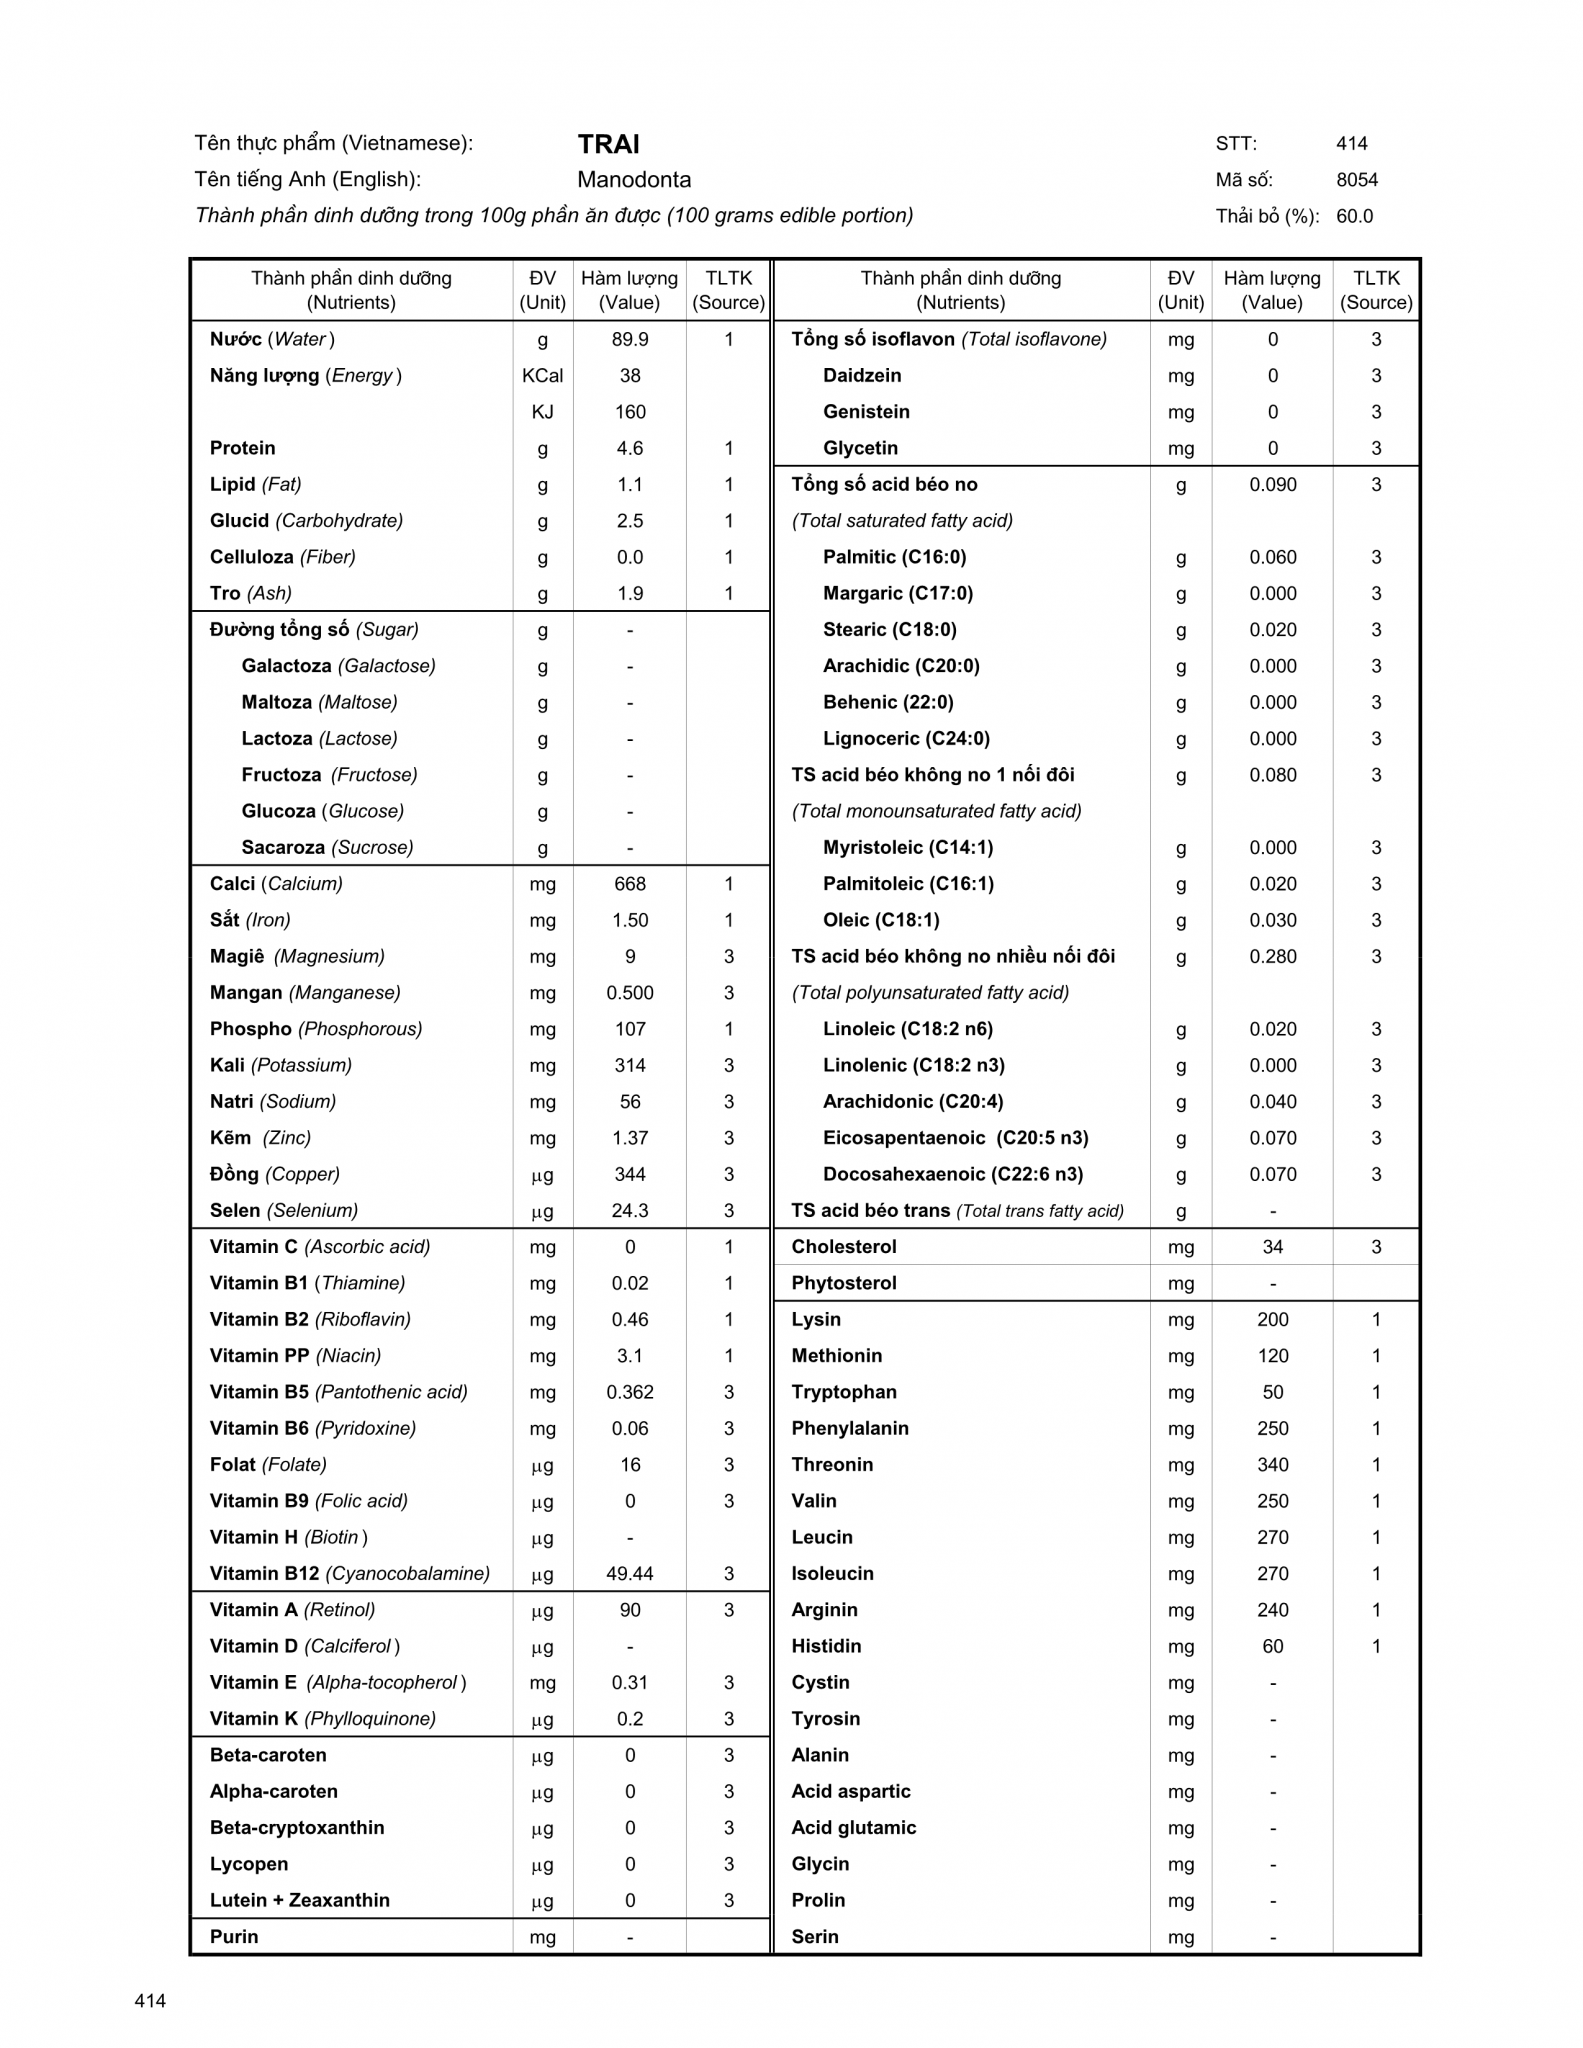 Tên thực phẩm (Vietnamese): TRAI STT: 414
Tên tiếng Anh (English): Manodonta Mã số: 8054
Thành phần dinh dưỡng trong 100g phần ăn được (100 grams edible portion) Thải bỏ (%): 60.0
Thành phần dinh dưỡng ĐV Hàm lượng TLTK
(Nutrients) (Unit) (Value) (Source)
Nước (Water) g 89.9 1
Năng lượng (Energy) KCal 38
KJ 160
Protein g 4.6 1
Lipid (Fat) g 1.1 1
Glucid (Carbohydrate) g 2.5 1
Celluloza (Fiber) g 0.0 1
Tro (Ash) g 1.9 1
Đường tổng số (Sugar) g -
Galactoza (Galactose) g -
Maltoza (Maltose) g -
Lactoza (Lactose) g -
Fructoza (Fructose) g -
Glucoza (Glucose) g -
Sacaroza (Sucrose) g -
Calci (Calcium) mg 668 1
Sắt (Iron) mg 1.50 1
Magiê (Magnesium) mg 9 3
Mangan (Manganese) mg 0.500 3
Phospho (Phosphorous) mg 107 1
Kali (Potassium) mg 314 3
Natri (Sodium) mg 56 3
Kẽm (Zinc) mg 1.37 3
Đồng (Copper) μg 344 3
Selen (Selenium) μg 24.3 3
Vitamin C (Ascorbic acid) mg 0 1
Vitamin B1 (Thiamine) mg 0.02 1
Vitamin B2 (Riboflavin) mg 0.46 1
Vitamin PP (Niacin) mg 3.1 1
Vitamin B5 (Pantothenic acid) mg 0.362 3
Vitamin B6 (Pyridoxine) mg 0.06 3
Folat (Folate) μg 16 3
Vitamin B9 (Folic acid) μg 0 3
Vitamin H (Biotin) μg -
Vitamin B12 (Cyanocobalamine) μg 49.44 3
Vitamin A (Retinol) μg 90 3
Vitamin D (Calciferol) μg -
Vitamin E (Alpha-tocopherol) mg 0.31 3
Vitamin K (Phylloquinone) μg 0.2 3
Beta-caroten μg 0 3
Alpha-caroten μg 0 3
Beta-cryptoxanthin μg 0 3
Lycopen μg 0 3
Lutein + Zeaxanthin μg 0 3
Purin mg -
Thành phần dinh dưỡng ĐV Hàm lượng TLTK
(Nutrients) (Unit) (Value) (Source)
Tổng số isoflavon (Total isoflavone) mg 0 3
Daidzein mg 0 3
Genistein mg 0 3
Glycetin mg 0 3
Tổng số acid béo no g 0.090 3
(Total saturated fatty acid)
Palmitic (C16:0) g 0.060 3
Margaric (C17:0) g 0.000 3
Stearic (C18:0) g 0.020 3
Arachidic (C20:0) g 0.000 3
Behenic (22:0) g 0.000 3
Lignoceric (C24:0) g 0.000 3
TS acid béo không no 1 nối đôi g 0.080 3
(Total monounsaturated fatty acid)
Myristoleic (C14:1) g 0.000 3
Palmitoleic (C16:1) g 0.020 3
Oleic (C18:1) g 0.030 3
TS acid béo không no nhiều nối đôi g 0.280 3
(Total polyunsaturated fatty acid)
Linoleic (C18:2 n6) g 0.020 3
Linolenic (C18:2 n3) g 0.000 3
Arachidonic (C20:4) g 0.040 3
Eicosapentaenoic (C20:5 n3) g 0.070 3
Docosahexaenoic (C22:6 n3) g 0.070 3
TS acid béo trans (Total trans fatty acid) g -
Cholesterol mg 34 3
Phytosterol mg -
Lysin mg 200 1
Methionin mg 120 1
Tryptophan mg 50 1
Phenylalanin mg 250 1
Threonin mg 340 1
Valin mg 250 1
Leucin mg 270 1
Isoleucin mg 270 1
Arginin mg 240 1
Histidin mg 60 1
Cystin mg -
Tyrosin mg -
Alanin mg -
Acid aspartic mg -
Acid glutamic mg -
Glycin mg -
Prolin mg -
Serin mg -
414